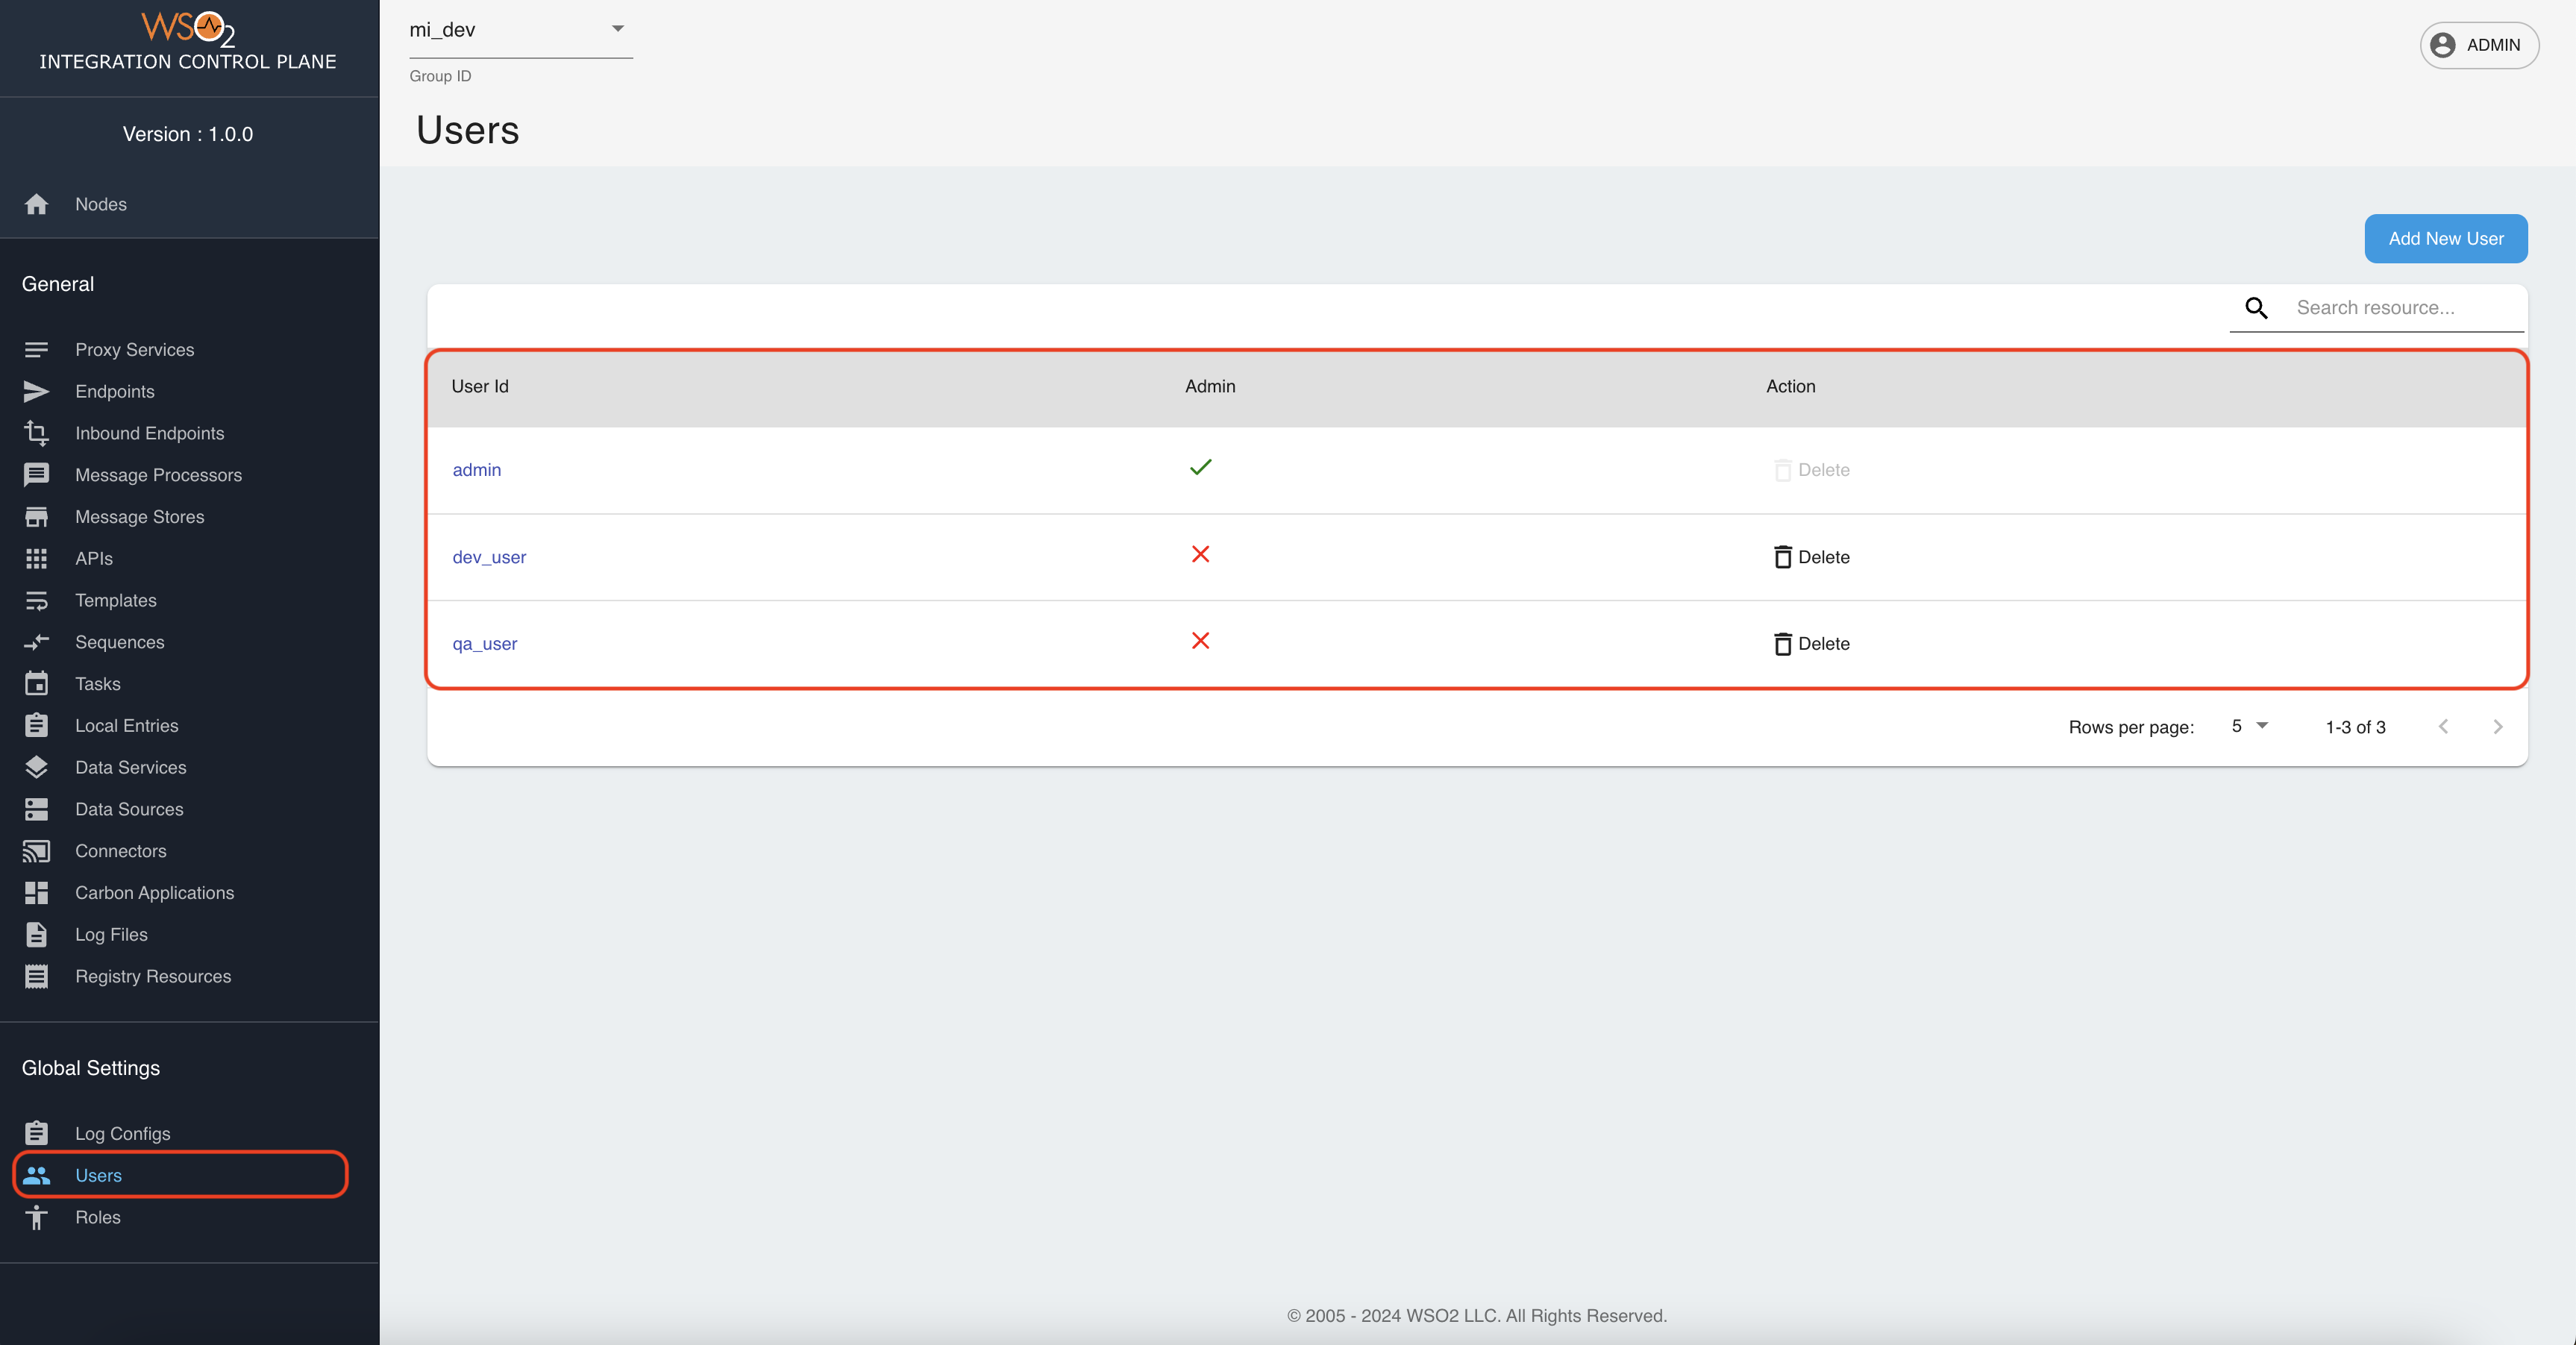 WSO2
INTEGRATION CONTROL PLANE
Version : 1.0.0
Nodes
General
Proxy Services
Endpoints
Inbound Endpoints
Message Processors
Message Stores
APIs
Templates
Sequences
Tasks
Local Entries
Data Services
Data Sources
Connectors
Carbon Applications
Log Files
Registry Resources
Global Settings
Log Configs
Users
Roles
mi_dev
Group ID
ADMIN
Users
Add New User
Search resource...
User Id Admin Action
admin Delete
dev_user Delete
qa_user Delete
Rows per page: 5 1-3 of 3
© 2005 - 2024 WSO2 LLC. All Rights Reserved.